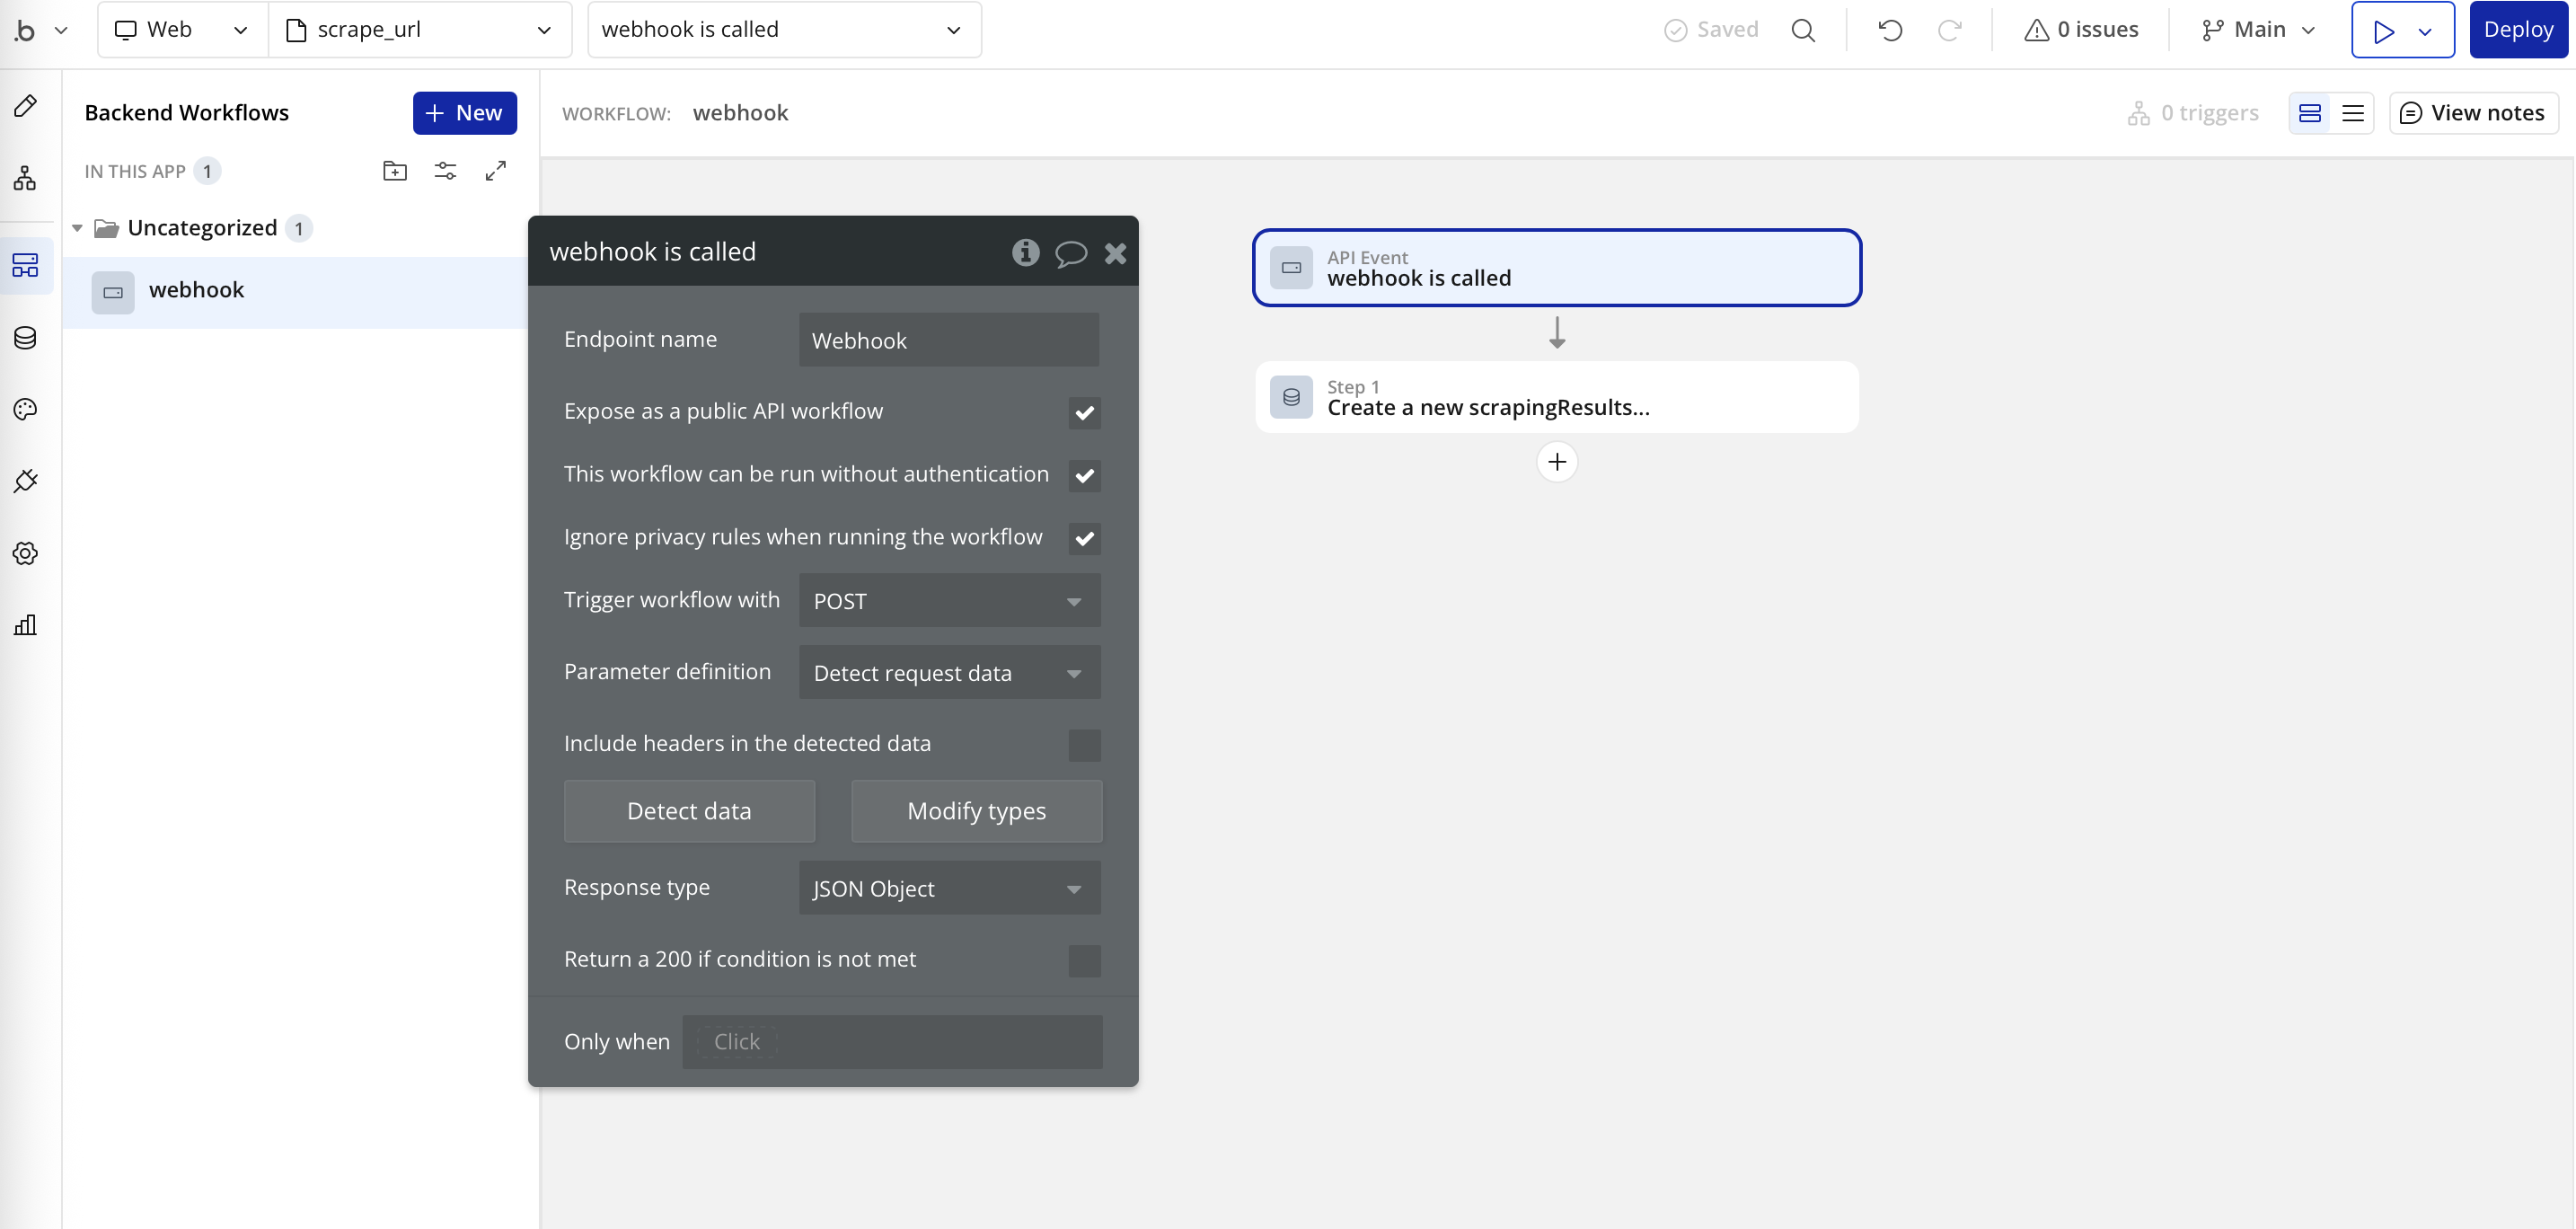 .b
Web
scrape_url
webhook is called
Saved
0 issues
Main
Deploy
Backend Workflows
New
IN THIS APP 1
Uncategorized 1
webhook
WORKFLOW: webhook
0 triggers
View notes
webhook is called
Endpoint name
Webhook
Expose as a public API workflow
This workflow can be run without authentication
Ignore privacy rules when running the workflow
Trigger workflow with
POST
Parameter definition
Detect request data
Include headers in the detected data
Detect data
Modify types
Response type
JSON Object
Return a 200 if condition is not met
Only when
Click
API Event
webhook is called
Step 1
Create a new scrapingResults...